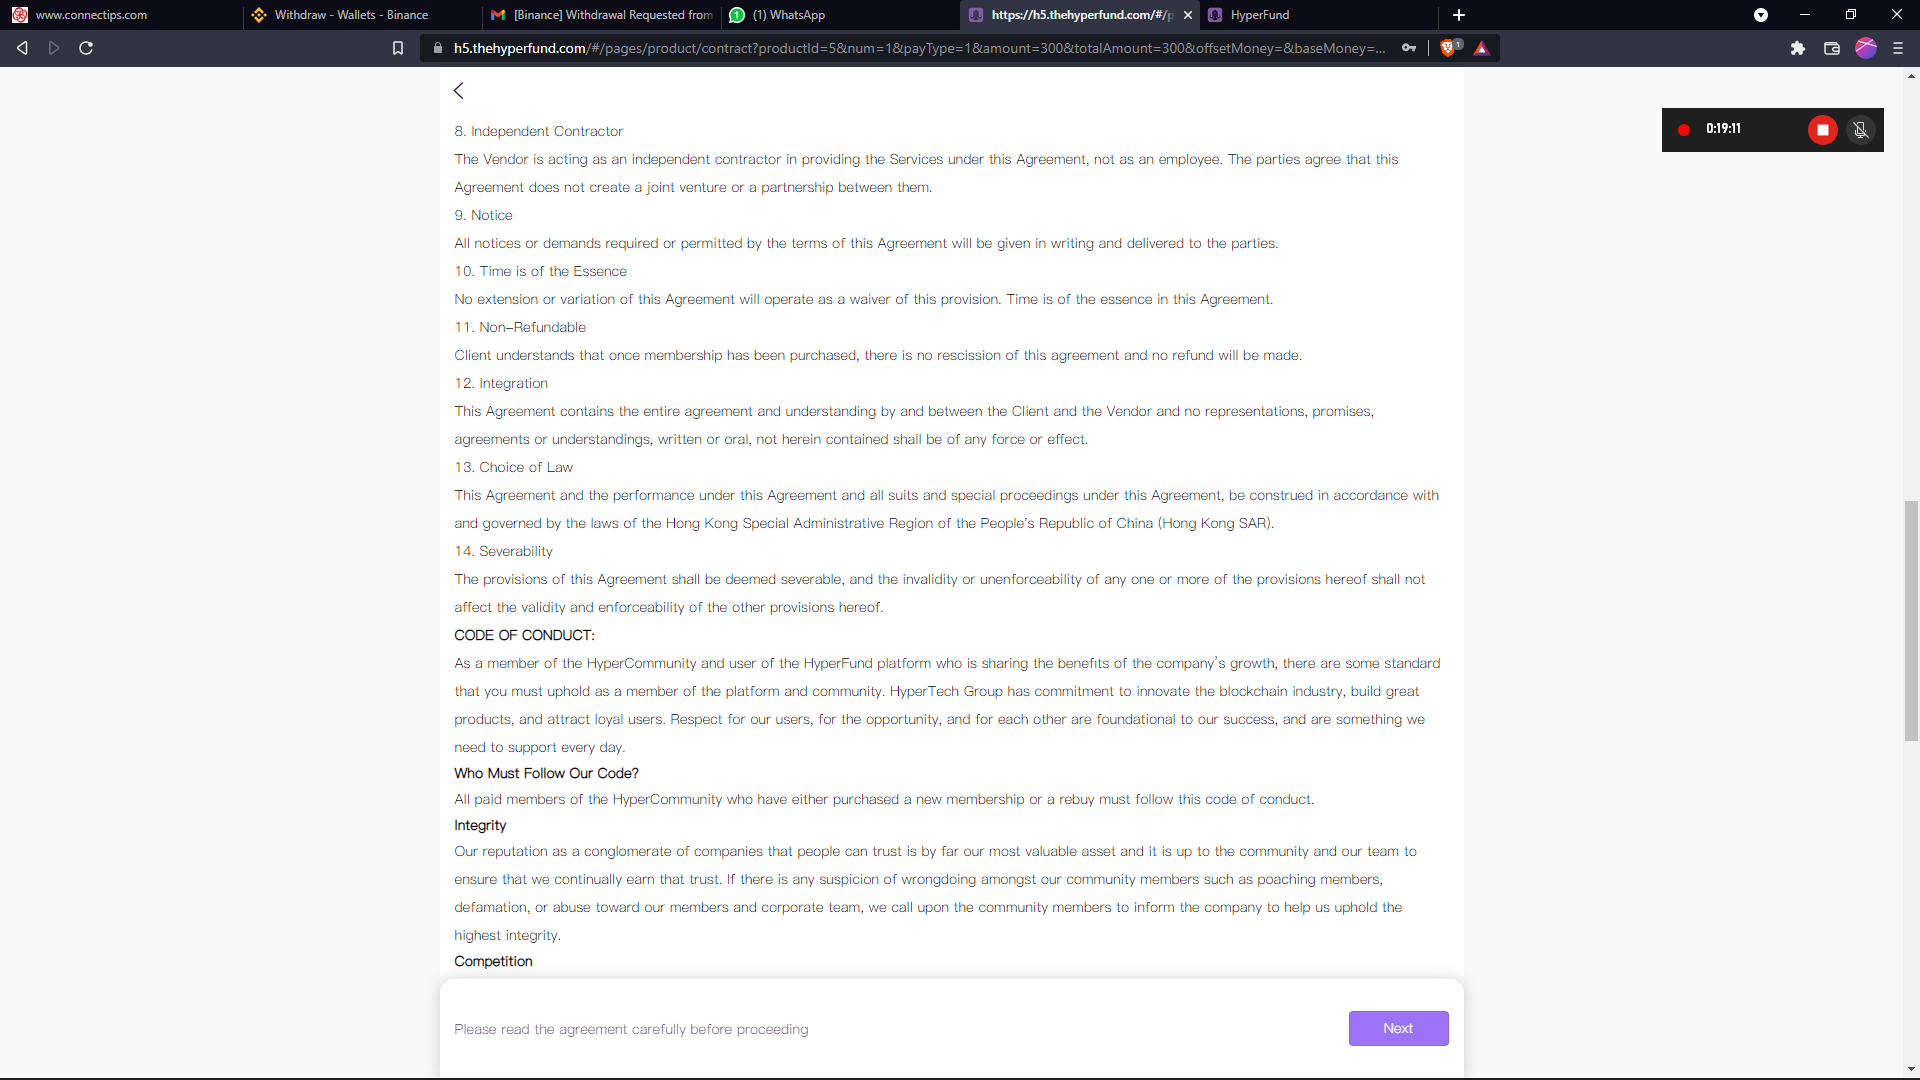 www.connectips.com
Withdraw - Wallets - Binance
[Binance] Withdrawal Requested from
(1) WhatsApp
https://h5.thehyperfund.com/#/p
HyperFund
h5.thehyperfund.com/#/pages/product/contract?productId=5&num=1&payType=1&amount=300&totalAmount=300&offsetMoney=&baseMoney=...
1
0:19:11
8. Independent Contractor
The Vendor is acting as an independent contractor in providing the Services under this Agreement, not as an employee. The parties agree that this
Agreement does not create a joint venture or a partnership between them.
9. Notice
All notices or demands required or permitted by the terms of this Agreement will be given in writing and delivered to the parties.
10. Time is of the Essence
No extension or variation of this Agreement will operate as a waiver of this provision. Time is of the essence in this Agreement.
11. Non-Refundable
Client understands that once membership has been purchased, there is no rescission of this agreement and no refund will be made.
12. Integration
This Agreement contains the entire agreement and understanding by and between the Client and the Vendor and no representations, promises,
agreements or understandings, written or oral, not herein contained shall be of any force or effect.
13. Choice of Law
This Agreement and the performance under this Agreement and all suits and special proceedings under this Agreement, be construed in accordance with
and governed by the laws of the Hong Kong Special Administrative Region of the People's Republic of China (Hong Kong SAR).
14. Severability
The provisions of this Agreement shall be deemed severable, and the invalidity or unenforceability of any one or more of the provisions hereof shall not
affect the validity and enforceability of the other provisions hereof.
CODE OF CONDUCT:
As a member of the HyperCommunity and user of the HyperFund platform who is sharing the benefits of the company's growth, there are some standard
that you must uphold as a member of the platform and community. HyperTech Group has commitment to innovate the blockchain industry, build great
products, and attract loyal users. Respect for our users, for the opportunity, and for each other are foundational to our success, and are something we
need to support every day.
Who Must Follow Our Code?
All paid members of the HyperCommunity who have either purchased a new membership or a rebuy must follow this code of conduct.
Integrity
Our reputation as a conglomerate of companies that people can trust is by far our most valuable asset and it is up to the community and our team to
ensure that we continually earn that trust. If there is any suspicion of wrongdoing amongst our community members such as poaching members,
defamation, or abuse toward our members and corporate team, we call upon the community members to inform the company to help us uphold the
highest integrity.
Competition
Please read the agreement carefully before proceeding
Next